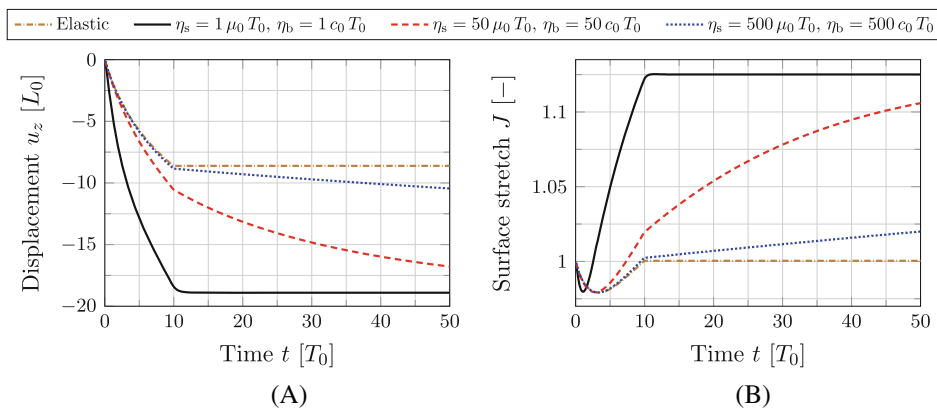 Elastic
ηs = 1 μ0 T0, ηb = 1 c0 T0
ηs = 50 μ0 T0, ηb = 50 c0 T0
ηs = 500 μ0 T0, ηb = 500 c0 T0
Displacement uz [L0]
0
−5
−10
−15
−20
0 10 20 30 40 50
Time t [T0]
(A)
Surface stretch J [−]
1.1
1.05
1
0 10 20 30 40 50
Time t [T0]
(B)